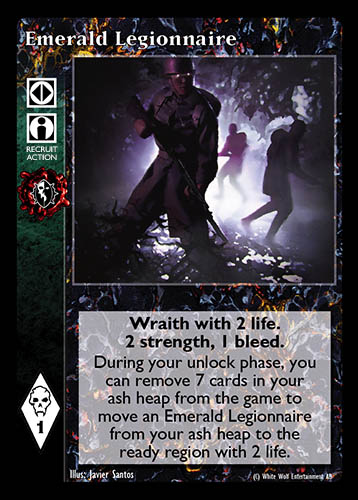 Emerald Legionnaire
RECRUIT
ACTION
Wraith with 2 life.
2 strength, 1 bleed.
During your unlock phase, you
can remove 7 cards in your
ash heap from the game to
move an Emerald Legionnaire
from your ash heap to the
ready region with 2 life.
1
Illus: Javier Santos
(C) White Wolf Entertainment AB